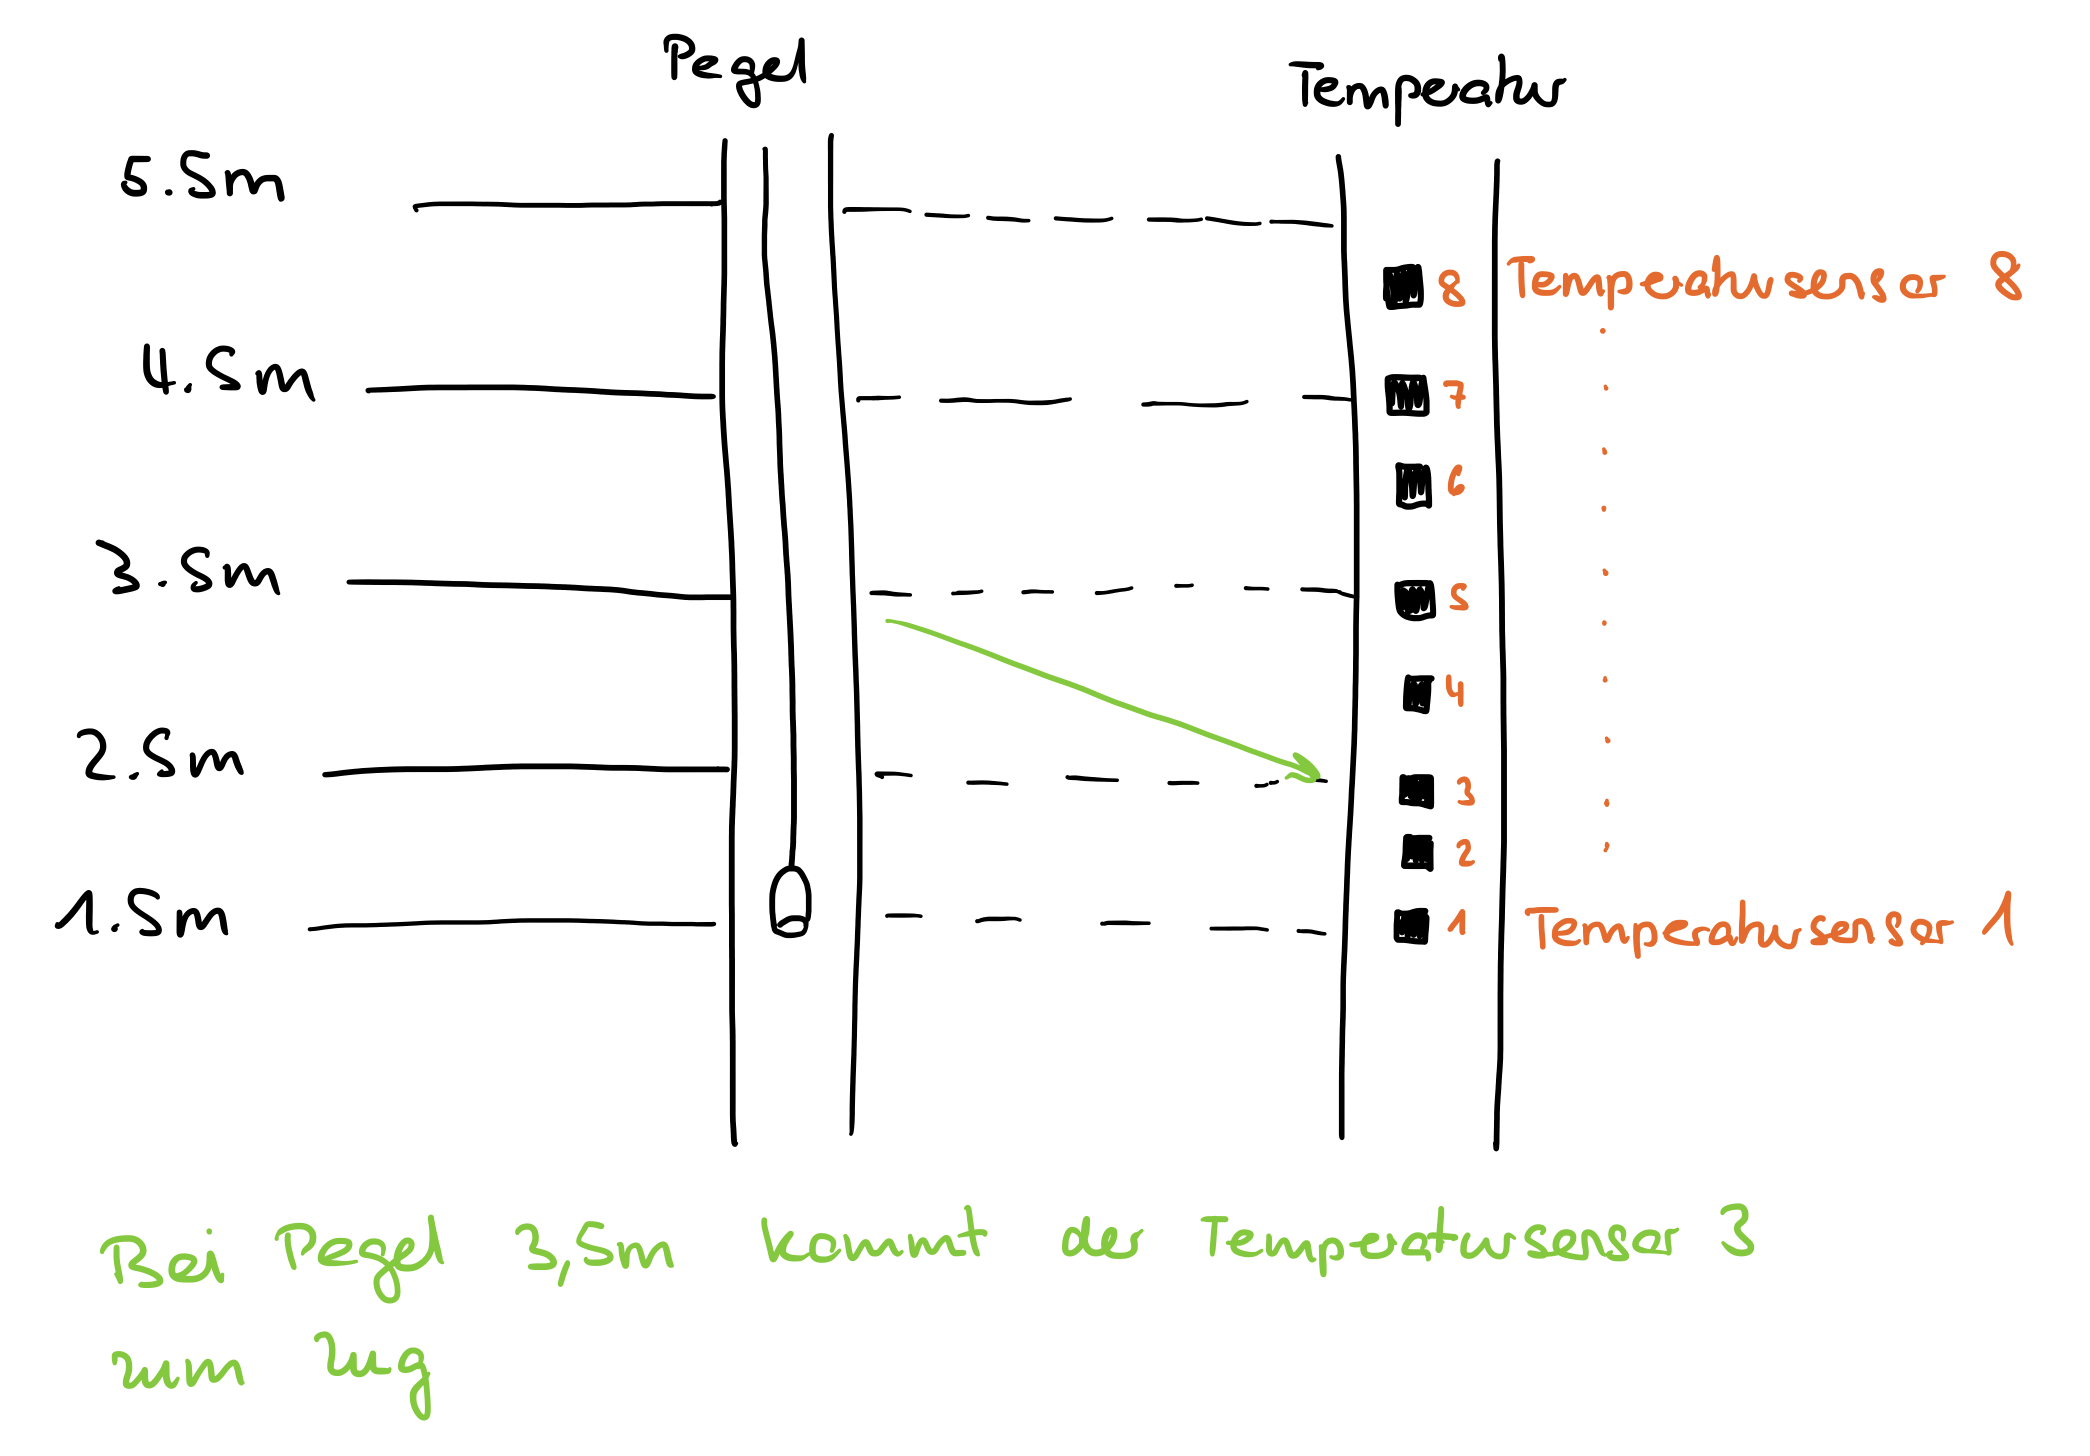 Pegel
Temperatur
5.5m
8 Temperatursensor 8
4.5m
7
6
3.5m
5
4
2.5m
3
2
1.5m
1 Temperatursensor 1
Bei Pegel 3,5m kommt der Temperatursensor 3
zum Zug